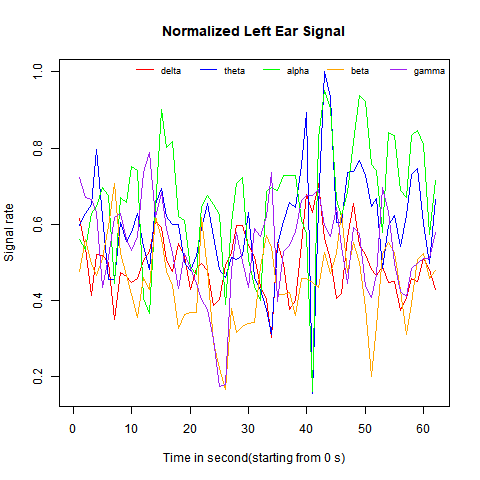 Normalized Left Ear Signal
delta theta alpha beta gamma
1.0
0.8
0.6
0.4
0.2
Signal rate
0 10 20 30 40 50 60
Time in second(starting from 0 s)